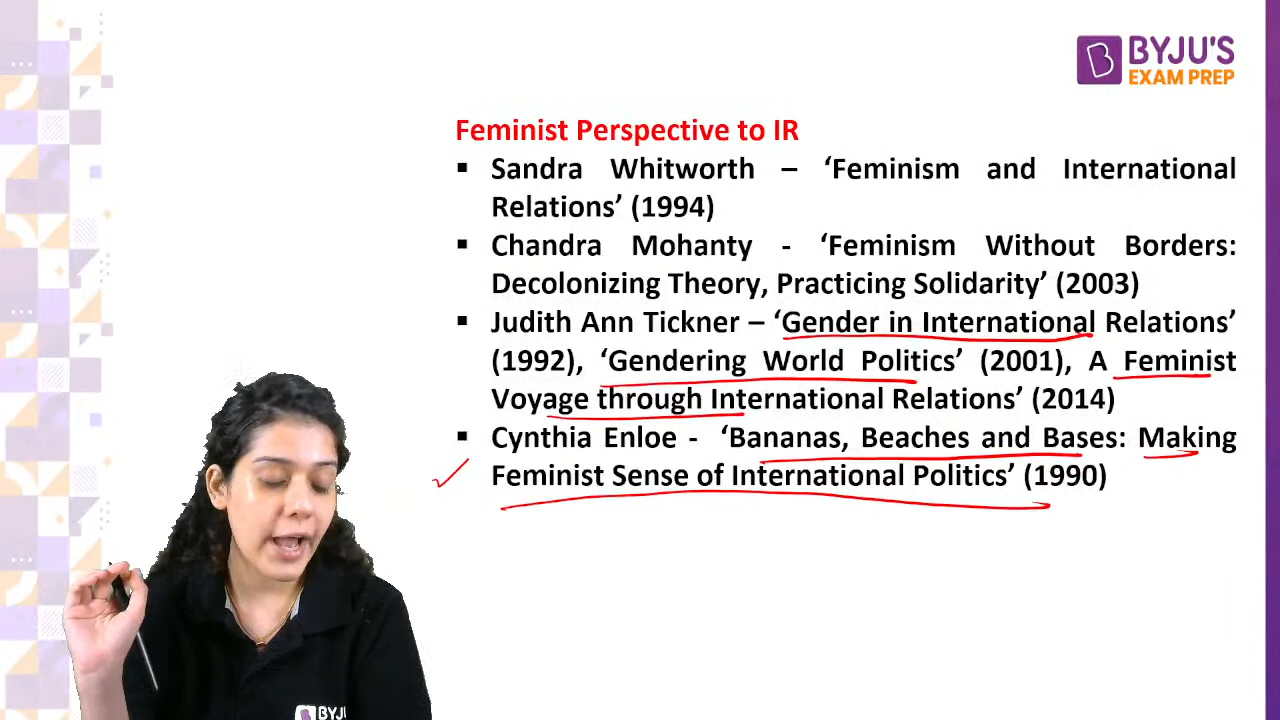 BYJU'S
EXAM PREP
Feminist Perspective to IR
▪ Sandra Whitworth – ‘Feminism and International
Relations’ (1994)
▪ Chandra Mohanty - ‘Feminism Without Borders:
Decolonizing Theory, Practicing Solidarity’ (2003)
▪ Judith Ann Tickner – ‘Gender in International Relations’
(1992), ‘Gendering World Politics’ (2001), A Feminist
Voyage through International Relations’ (2014)
▪ Cynthia Enloe - ‘Bananas, Beaches and Bases: Making
Feminist Sense of International Politics’ (1990)